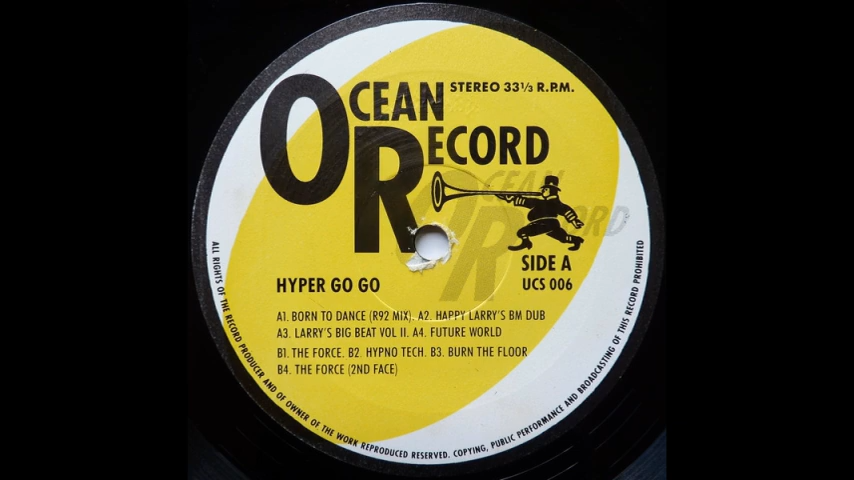 OCEAN
RECORD
STEREO 33⅓ R.P.M.
OCEAN
RECORD
SIDE A
UCS 006
HYPER GO GO
A1. BORN TO DANCE (R92 MIX). A2. HAPPY LARRY'S BM DUB
A3. LARRY'S BIG BEAT VOL II. A4. FUTURE WORLD
B1. THE FORCE. B2. HYPNO TECH. B3. BURN THE FLOOR
B4. THE FORCE (2ND FACE)
ALL RIGHTS OF THE RECORD PRODUCER AND OF OWNER OF THE WORK REPRODUCED RESERVED. COPYING, PUBLIC PERFORMANCE AND BROADCASTING OF THIS RECORD PROHIBITED